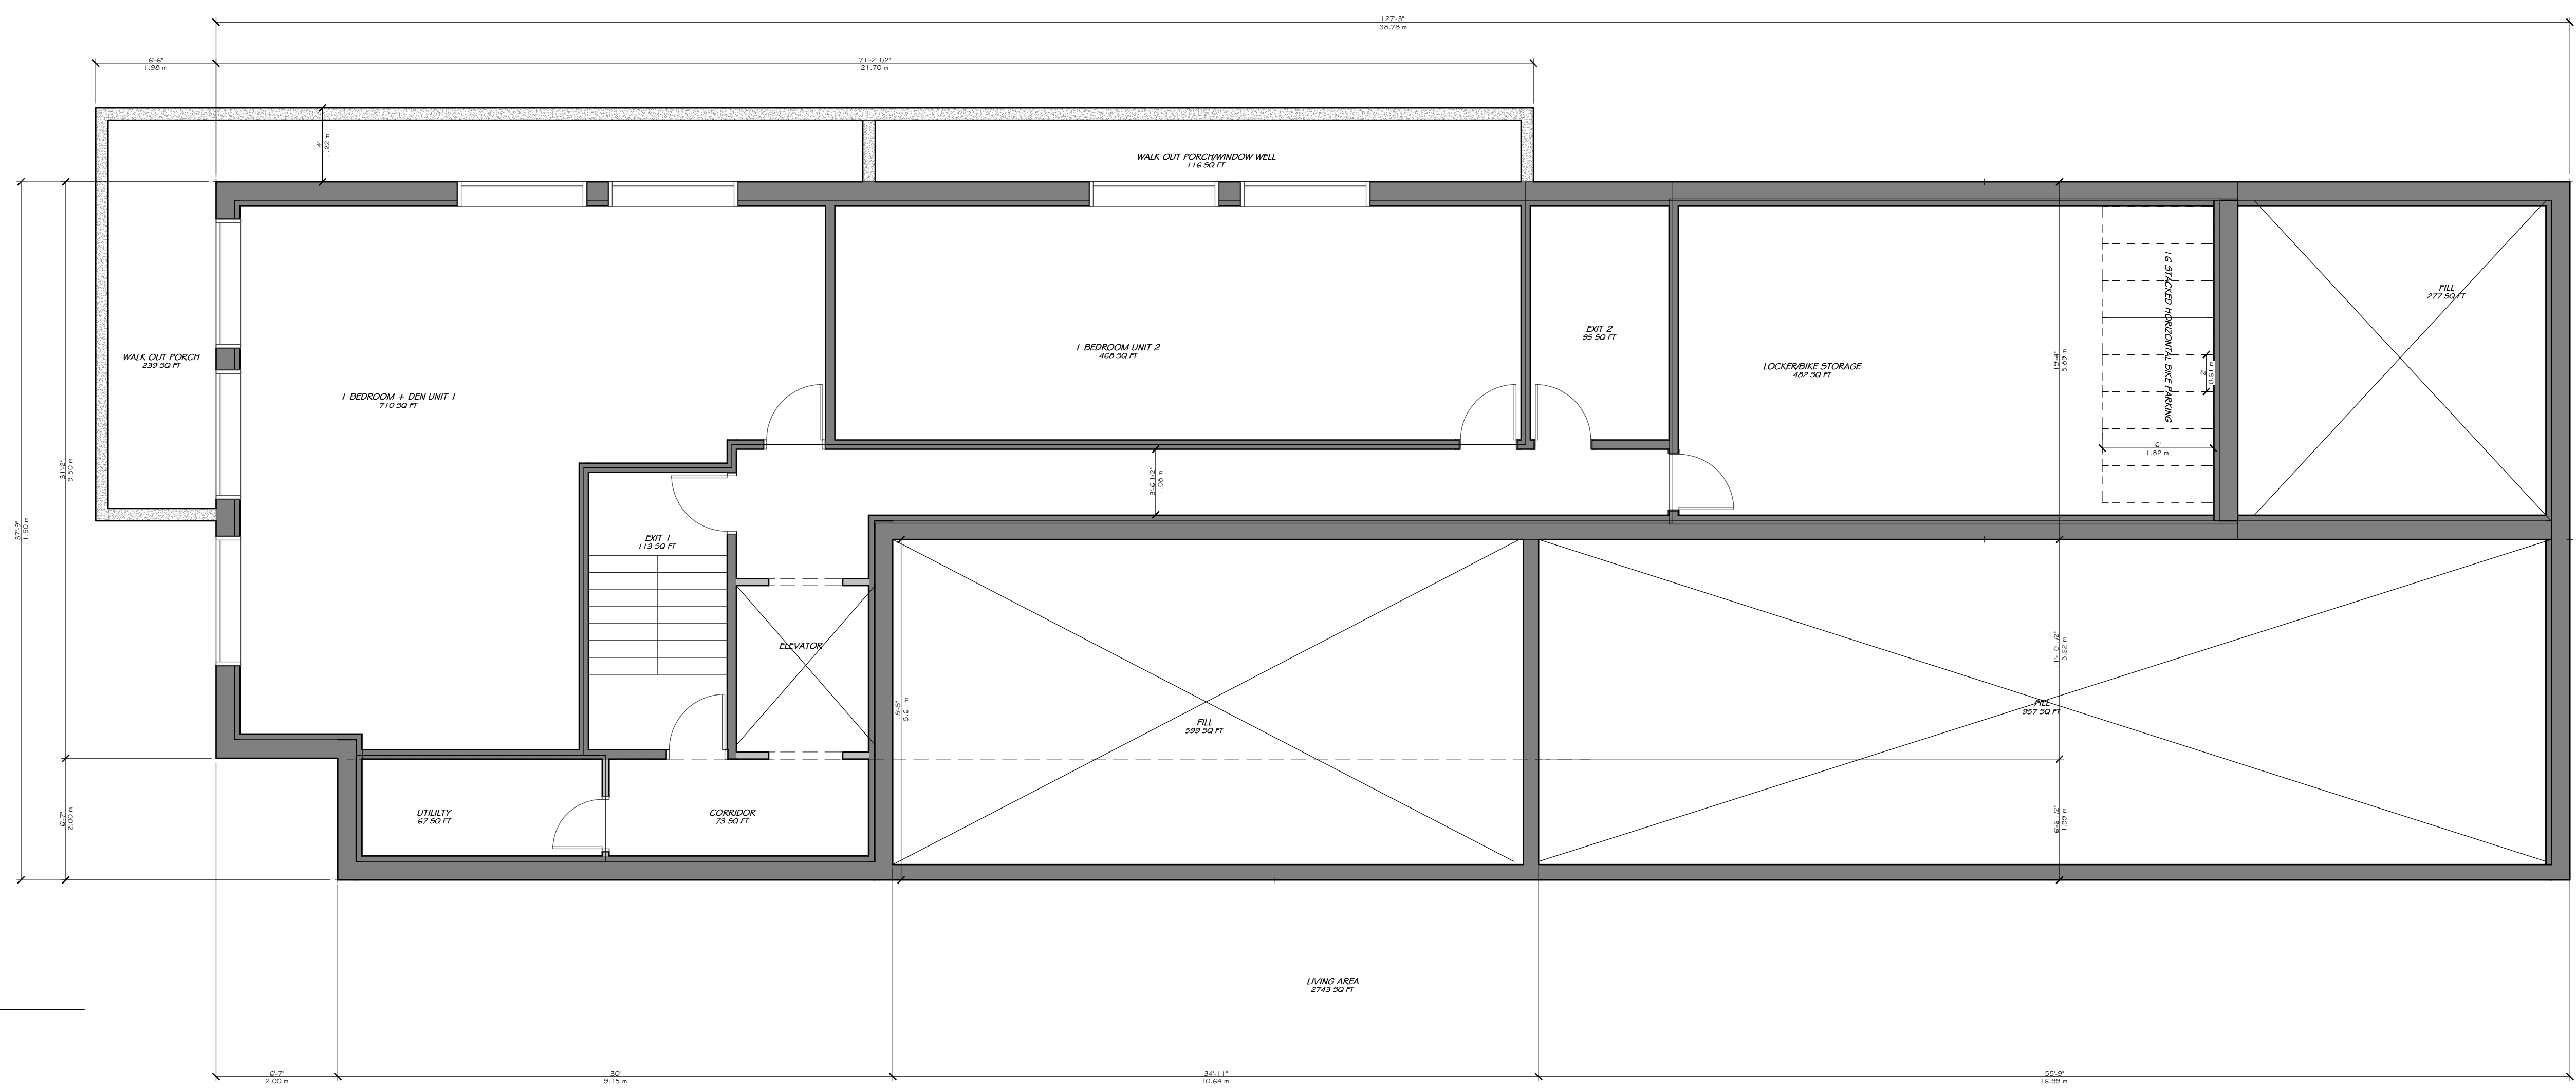 127'-3"
38.78 m
6'-6"
1.98 m
71'-2 1/2"
21.70 m
4'
1.22 m
WALK OUT PORCH/WINDOW WELL
116 SQ FT
16 STACKED HORIZONTAL BIKE PARKING
FILL
277 SQ FT
EXIT 2
95 SQ FT
1 BEDROOM UNIT 2
468 SQ FT
WALK OUT PORCH
239 SQ FT
LOCKER/BIKE STORAGE
482 SQ FT
19'-4"
5.89 m
2'
0.61 m
1 BEDROOM + DEN UNIT 1
710 SQ FT
6'
1.82 m
31'-2"
9.50 m
3'-6 1/2"
1.08 m
37'-9"
11.50 m
EXIT 1
113 SQ FT
ELEVATOR
11'-10 1/2"
3.62 m
18'-5"
5.61 m
FILL
599 SQ FT
FILL
957 SQ FT
6'-7"
2.00 m
UTILILTY
67 SQ FT
CORRIDOR
73 SQ FT
6'-6 1/2"
1.99 m
LIVING AREA
2743 SQ FT
6'-7"
2.00 m
30'
9.15 m
34'-11"
10.64 m
55'-9"
16.99 m